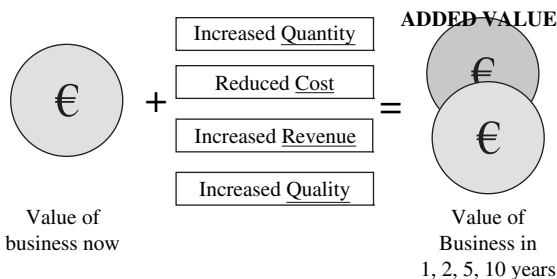 ADDED VALUE
Increased Quantity
Reduced Cost
Increased Revenue
Increased Quality
€
+
=
€
€
Value of
business now
Value of
Business in
1, 2, 5, 10 years